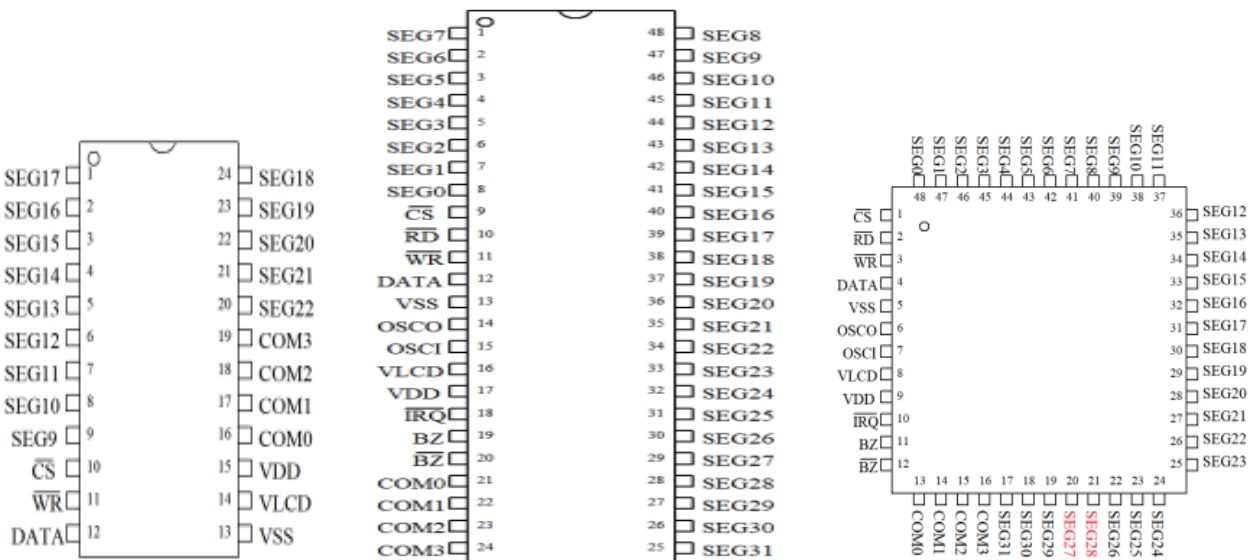 SEG17 1 24 SEG18
SEG16 2 23 SEG19
SEG15 3 22 SEG20
SEG14 4 21 SEG21
SEG13 5 20 SEG22
SEG12 6 19 COM3
SEG11 7 18 COM2
SEG10 8 17 COM1
SEG9 9 16 COM0
C̅S̅ 10 15 VDD
W̅R̅ 11 14 VLCD
DATA 12 13 VSS
SEG7 1 48 SEG8
SEG6 2 47 SEG9
SEG5 3 46 SEG10
SEG4 4 45 SEG11
SEG3 5 44 SEG12
SEG2 6 43 SEG13
SEG1 7 42 SEG14
SEG0 8 41 SEG15
C̅S̅ 9 40 SEG16
R̅D̅ 10 39 SEG17
W̅R̅ 11 38 SEG18
DATA 12 37 SEG19
VSS 13 36 SEG20
OSCO 14 35 SEG21
OSCI 15 34 SEG22
VLCD 16 33 SEG23
VDD 17 32 SEG24
I̅R̅Q̅ 18 31 SEG25
BZ 19 30 SEG26
B̅Z̅ 20 29 SEG27
COM0 21 28 SEG28
COM1 22 27 SEG29
COM2 23 26 SEG30
COM3 24 25 SEG31
SEG0 SEG1 SEG2 SEG3 SEG4 SEG5 SEG6 SEG7 SEG8 SEG9 SEG10 SEG11
48 47 46 45 44 43 42 41 40 39 38 37
C̅S̅ 1 36 SEG12
R̅D̅ 2 35 SEG13
W̅R̅ 3 34 SEG14
DATA 4 33 SEG15
VSS 5 32 SEG16
OSCO 6 31 SEG17
OSCI 7 30 SEG18
VLCD 8 29 SEG19
VDD 9 28 SEG20
I̅R̅Q̅ 10 27 SEG21
BZ 11 26 SEG22
B̅Z̅ 12 25 SEG23
13 14 15 16 17 18 19 20 21 22 23 24
COM0 COM1 COM2 COM3 SEG31 SEG30 SEG29 SEG27 SEG28 SEG26 SEG25 SEG24